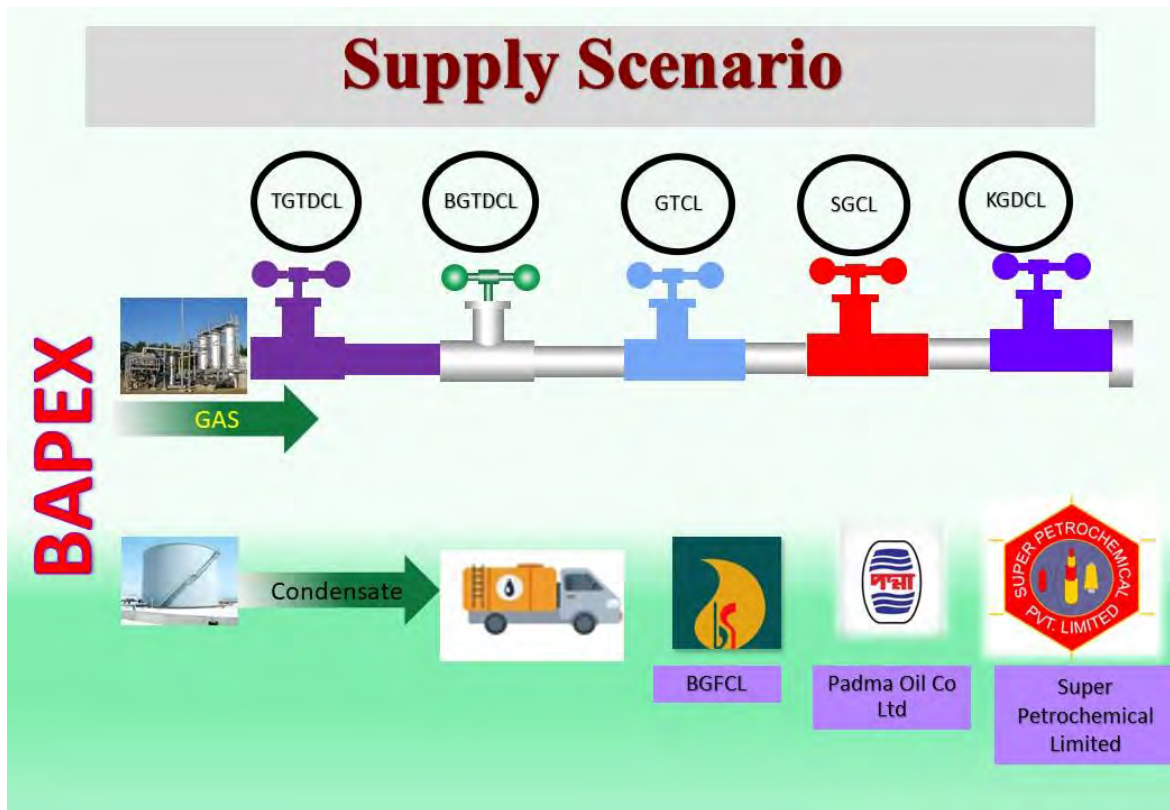 Supply Scenario
TGTDCL
BGTDCL
GTCL
SGCL
KGDCL
BAPEX
GAS
Condensate
পদ্মা
SUPER PETROCHEMICAL
PVT. LIMITED
BGFCL
Padma Oil Co
Ltd
Super
Petrochemical
Limited